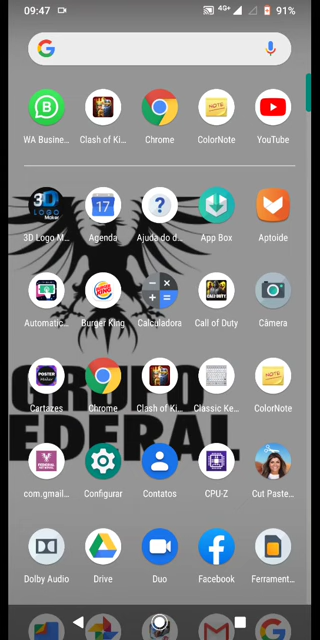 09:47
4G+
91%
WA Busine...
Clash of Ki...
Chrome
ColorNote
YouTube
3D Logo M...
Agenda
Ajuda do d...
App Box
Aptoide
Automatic...
Burger King
Calculadora
Call of Duty
Câmera
GRUPO
Cartazes
Chrome
Clash of Ki...
Classic Ke...
ColorNote
FEDERAL
com.gmail...
Configurar
Contatos
CPU-Z
Cut Paste...
Dolby Audio
Drive
Duo
Facebook
Ferrament...